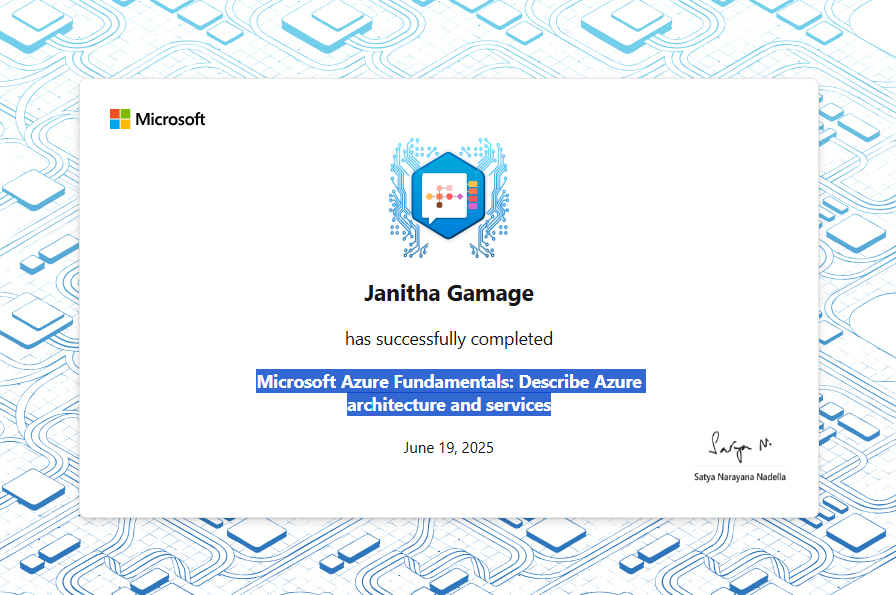 Microsoft
Janitha Gamage
has successfully completed
Microsoft Azure Fundamentals: Describe Azure
architecture and services
June 19, 2025
Satya N.
Satya Narayana Nadella